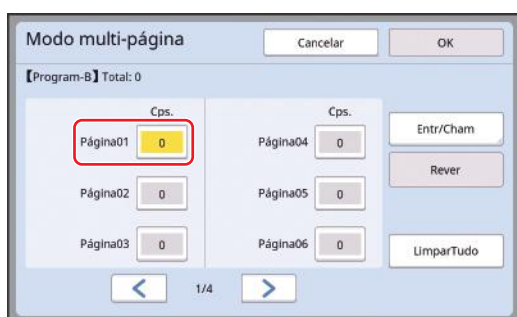 Modo multi-página
Cancelar
OK
【Program-B】Total: 0
Cps.
Cps.
Página01 0
Página04 0
Entr/Cham
Rever
Página02 0
Página05 0
Página03 0
Página06 0
LimparTudo
< 1/4 >